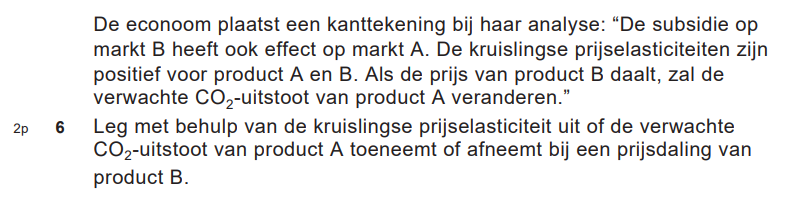 De econoom plaatst een kanttekening bij haar analyse: “De subsidie op
markt B heeft ook effect op markt A. De kruislingse prijselasticiteiten zijn
positief voor product A en B. Als de prijs van product B daalt, zal de
verwachte CO₂-uitstoot van product A veranderen.”
2p 6 Leg met behulp van de kruislingse prijselasticiteit uit of de verwachte
CO₂-uitstoot van product A toeneemt of afneemt bij een prijsdaling van
product B.